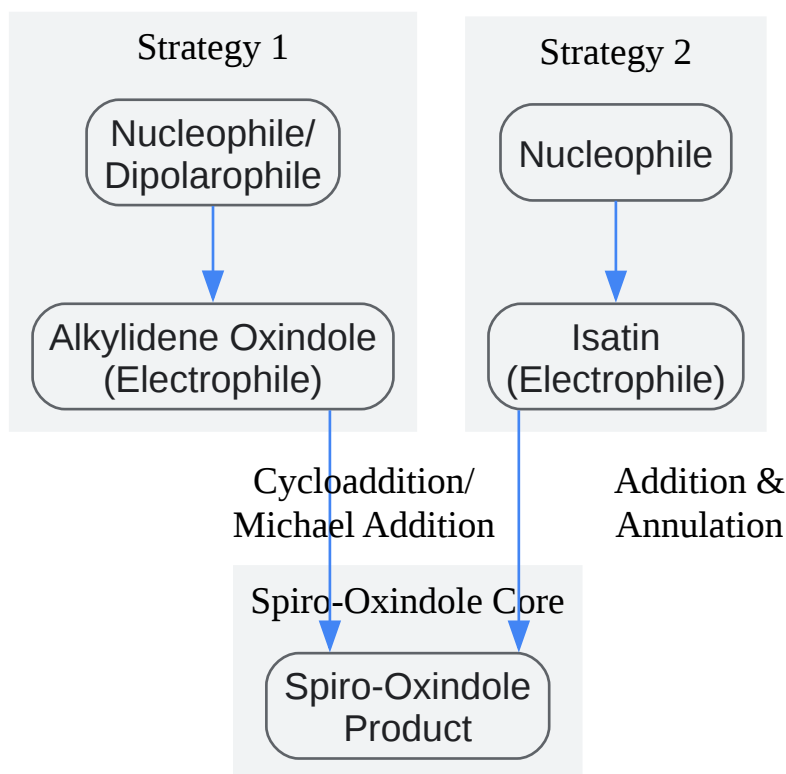 Strategy 1
Nucleophile/
Dipolarophile
Alkylidene Oxindole
(Electrophile)
Strategy 2
Nucleophile
Isatin
(Electrophile)
Cycloaddition/
Michael Addition
Addition &
Annulation
Spiro-Oxindole Core
Spiro-Oxindole
Product